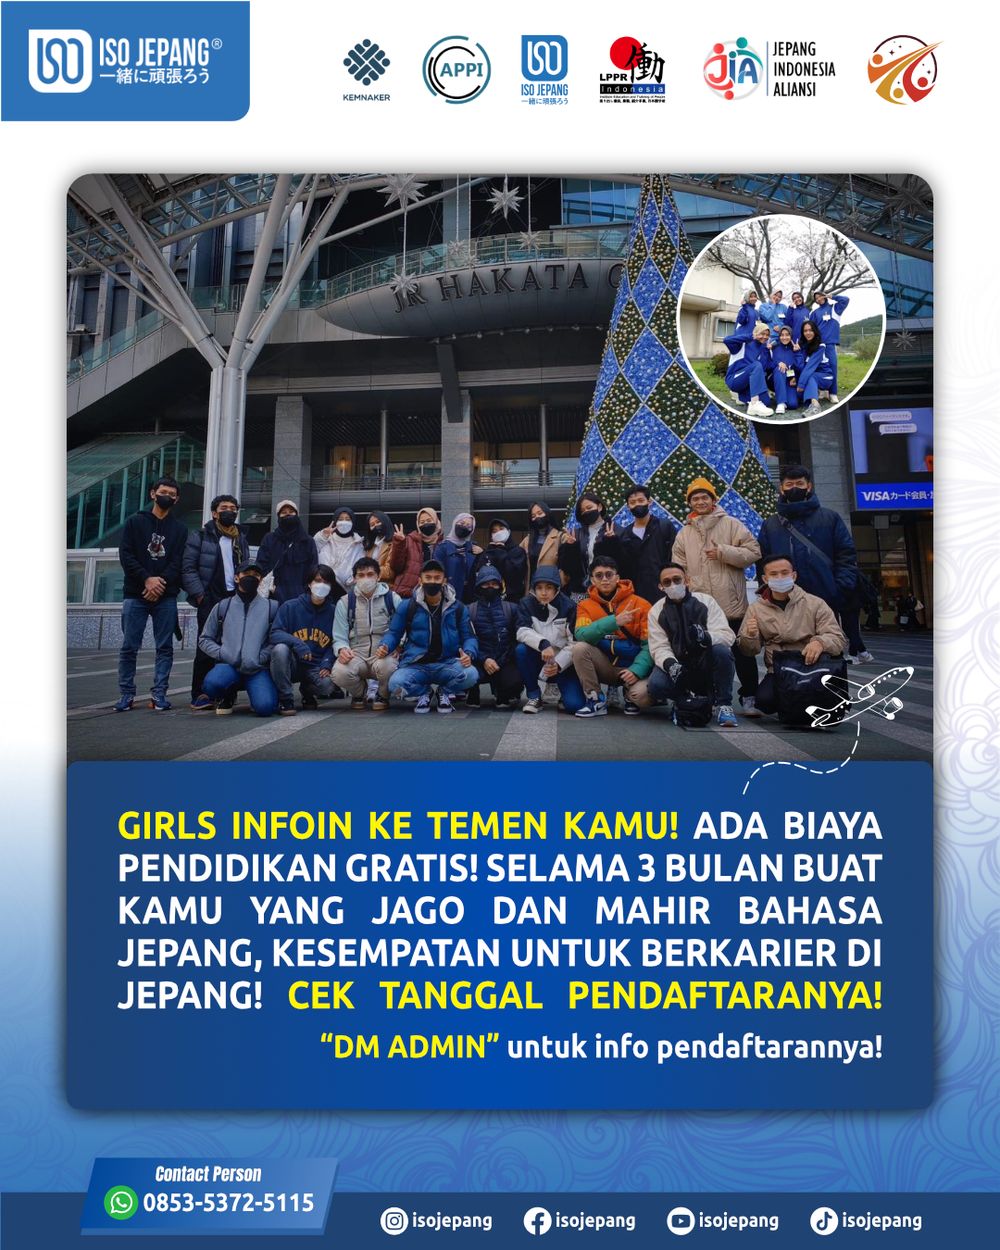 ISO JEPANG®
一緒に頑張ろう
KEMNAKER
APPI
ISO JEPANG
一緒に頑張ろう
LPPR 働
Indonesia
JIA
JEPANG
INDONESIA
ALIANSI
JR HAKATA C
VISAカード会員
GIRLS INFOIN KE TEMEN KAMU! ADA BIAYA
PENDIDIKAN GRATIS! SELAMA 3 BULAN BUAT
KAMU YANG JAGO DAN MAHIR BAHASA
JEPANG, KESEMPATAN UNTUK BERKARIER DI
JEPANG! CEK TANGGAL PENDAFTARANYA!
“DM ADMIN” untuk info pendaftarannya!
Contact Person
0853-5372-5115
isojepang
isojepang
isojepang
isojepang